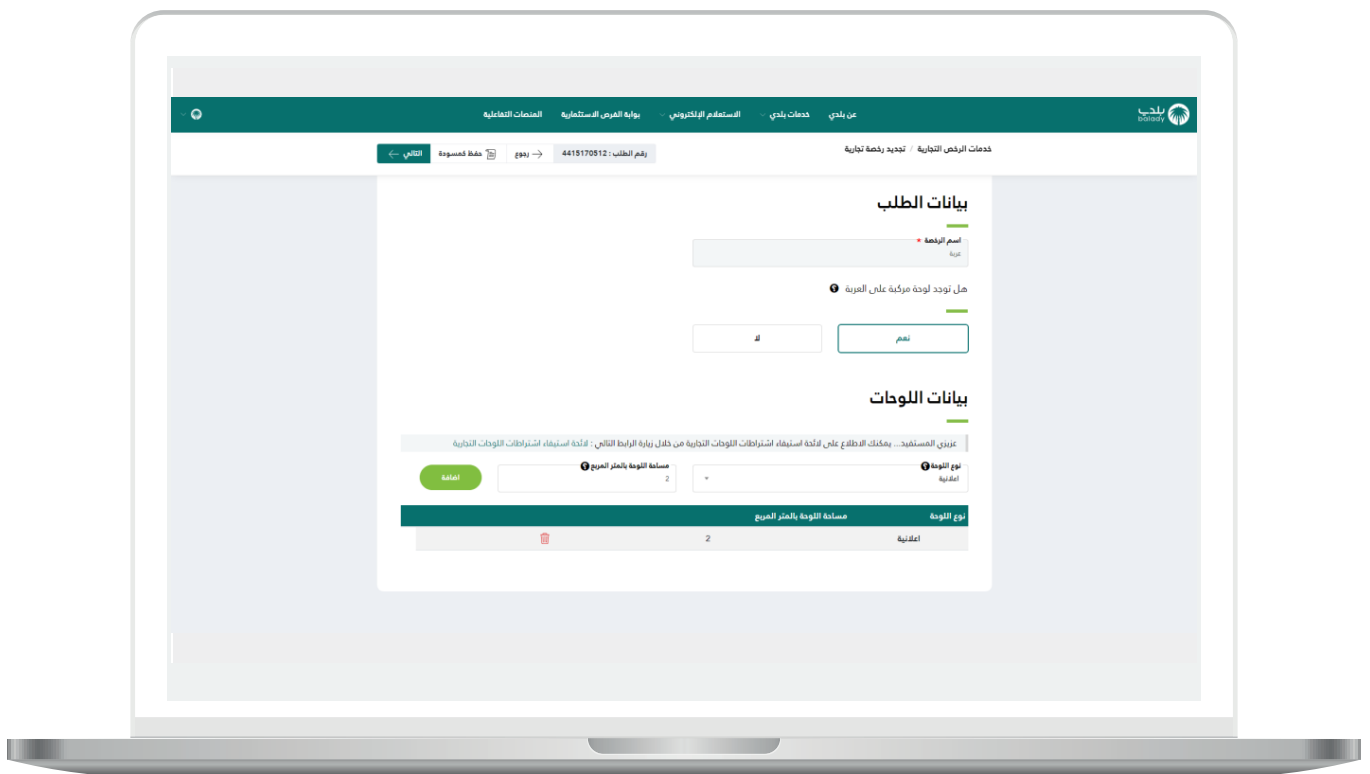 بلدي
balady
عن بلدي خدمات بلدي الاستعلام الإلكتروني بوابة الفرص الاستثمارية المنصات التفاعلية
خدمات الرخص التجارية / تجديد رخصة تجارية
رقم الطلب : 4415170512 رجوع حفظ كمسودة التالي
بيانات الطلب
اسم الرخصة *
عربة
هل توجد لوحة مركبة على العربة
نعم لا
بيانات اللوحات
عزيزي المستفيد... يمكنك الاطلاع على لائحة استيفاء اشتراطات اللوحات التجارية من خلال زيارة الرابط التالي : لائحة استيفاء اشتراطات اللوحات التجارية
نوع اللوحة مساحة اللوحة بالمتر المربع
اعلانية 2 اضافة
نوع اللوحة مساحة اللوحة بالمتر المربع
اعلانية 2